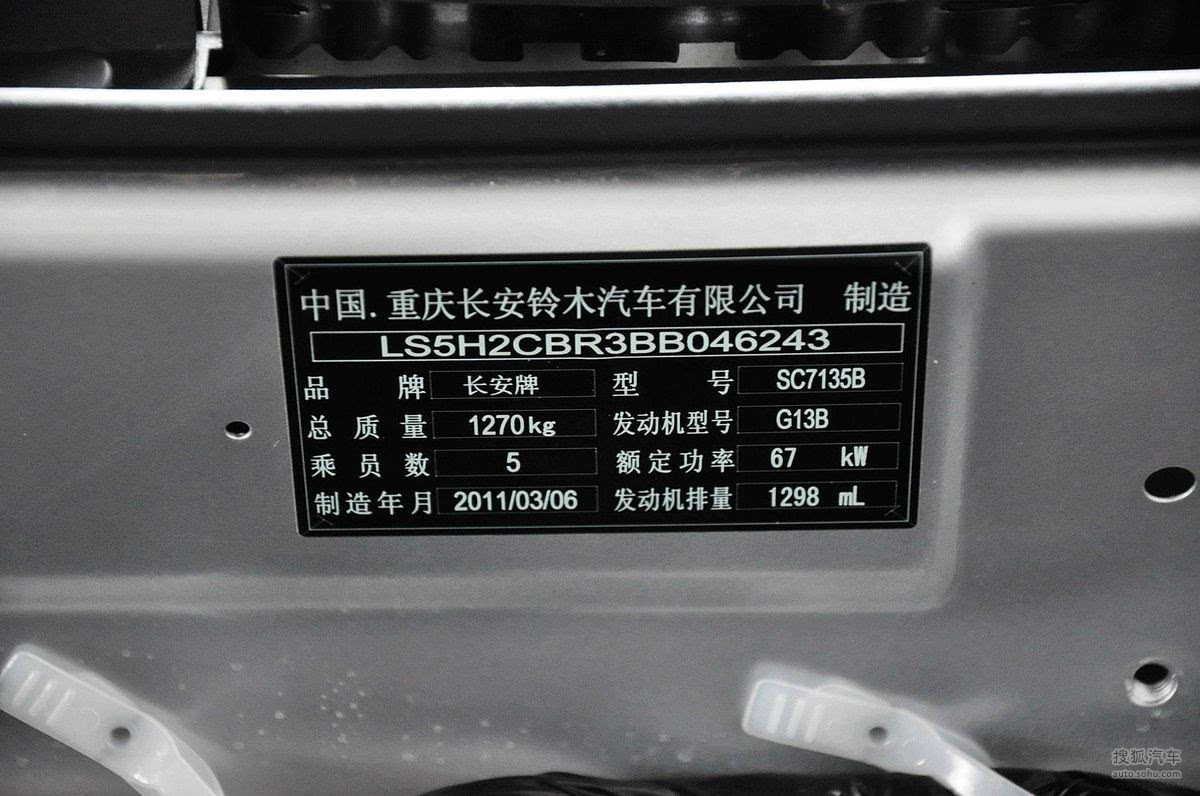 中国.重庆长安铃木汽车有限公司 制造
LS5H2CBR3BB046243
品牌 长安牌 型号 SC7135B
总质量 1270kg 发动机型号 G13B
乘员数 5 额定功率 67 kW
制造年月 2011/03/06 发动机排量 1298 mL
搜狐汽车
auto.sohu.com